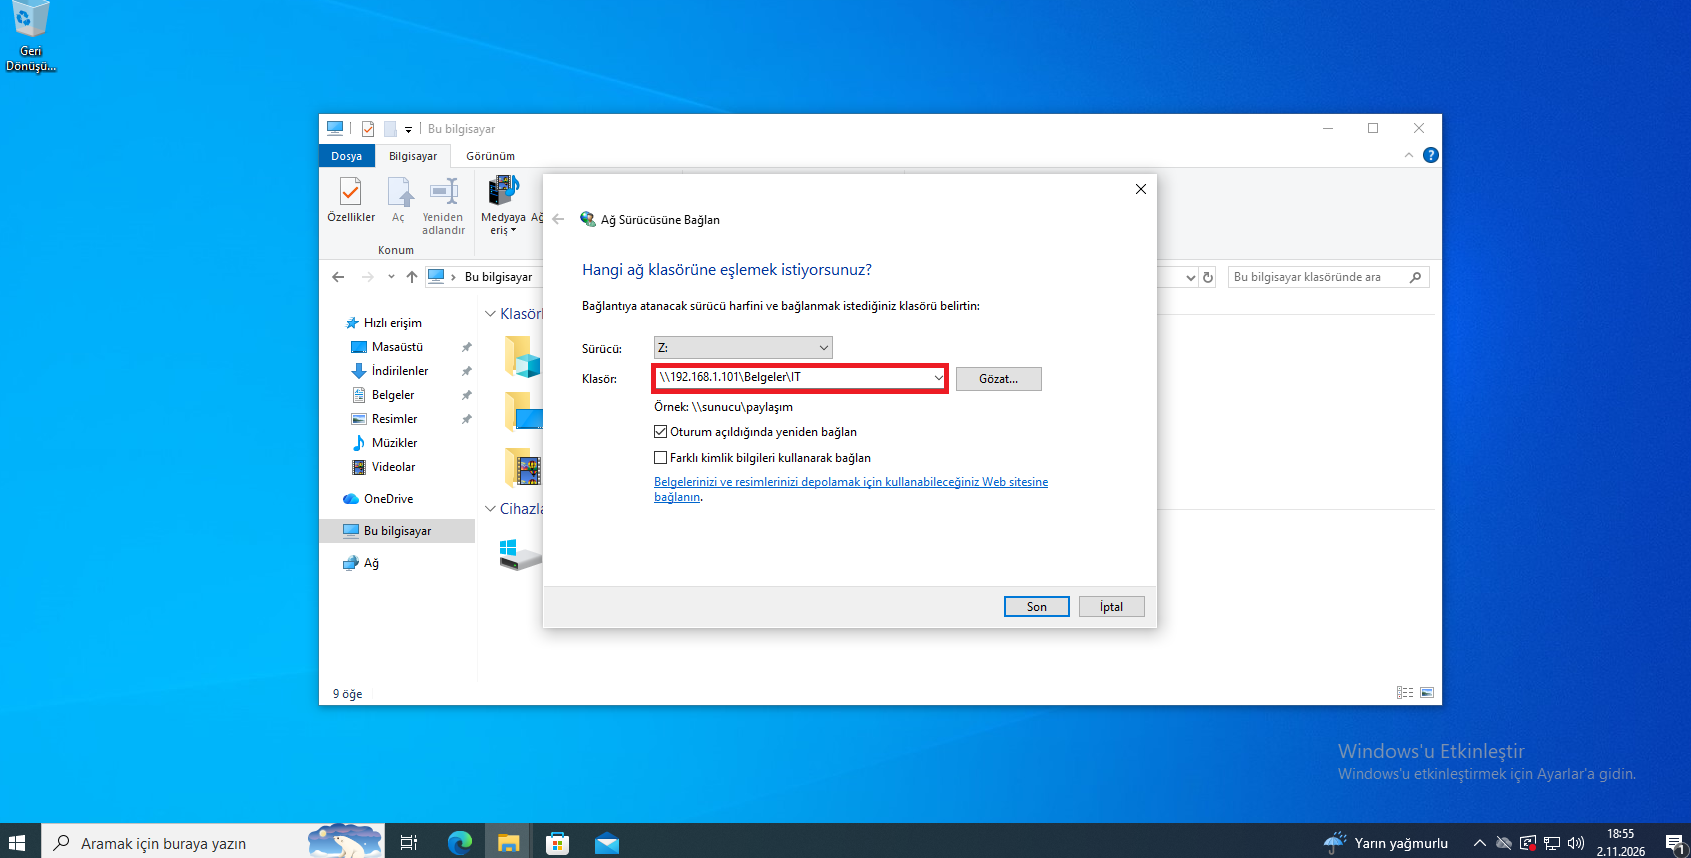 Geri
Dönüşü...
Bu bilgisayar
Dosya
Bilgisayar
Görünüm
Özellikler
Aç
Yeniden
adlandır
Medyaya
eriş
Ağ
Konum
Bu bilgisayar
Bu bilgisayar klasöründe ara
Hızlı erişim
Masaüstü
İndirilenler
Belgeler
Resimler
Müzikler
Videolar
OneDrive
Bu bilgisayar
Ağ
Klasörl
Cihazla
9 öğe
Ağ Sürücüsüne Bağlan
Hangi ağ klasörüne eşlemek istiyorsunuz?
Bağlantıya atanacak sürücü harfini ve bağlanmak istediğiniz klasörü belirtin:
Sürücü:
Z:
Klasör:
\\192.168.1.101\Belgeler\IT
Gözat...
Örnek: \\sunucu\paylaşım
Oturum açıldığında yeniden bağlan
Farklı kimlik bilgileri kullanarak bağlan
Belgelerinizi ve resimlerinizi depolamak için kullanabileceğiniz Web sitesine
bağlanın.
Son
İptal
Windows'u Etkinleştir
Windows'u etkinleştirmek için Ayarlar'a gidin.
Aramak için buraya yazın
Yarın yağmurlu
18:55
2.11.2026
1